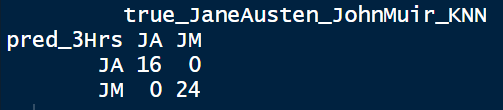 true_JaneAusten_JohnMuir_KNN
pred_3Hrs JA JM
JA 16 0
JM 0 24